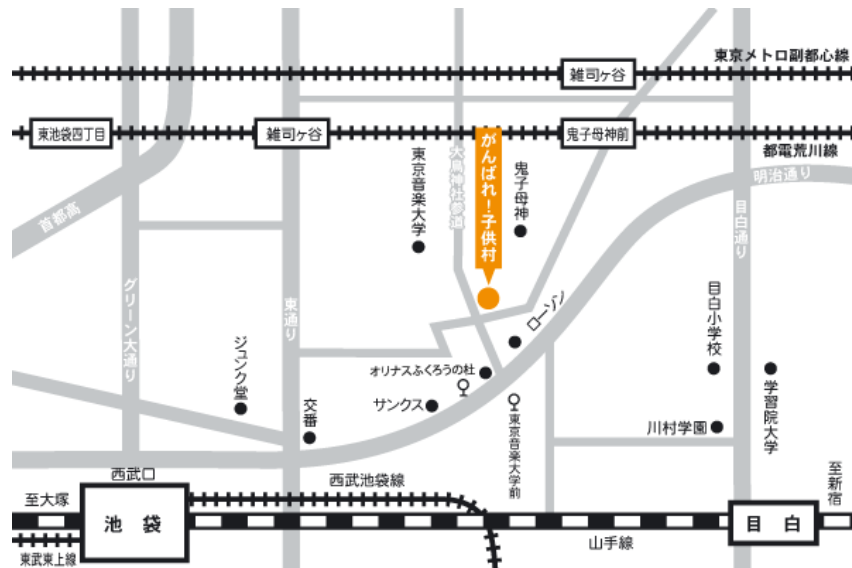 東京メトロ副都心線
雑司ヶ谷
東池袋四丁目
雑司ヶ谷
鬼子母神前
都電荒川線
明治通り
首都高
グリーン大通り
東通り
東京音楽大学
大鳥神社参道
がんばれ！子供村
鬼子母神
目白通り
ローソン
目白小学校
学習院大学
ジュンク堂
交番
オリナスふくろうの杜
サンクス
東京音楽大学前
川村学園
西武口
至大塚
池袋
西武池袋線
東武東上線
山手線
目白
至新宿